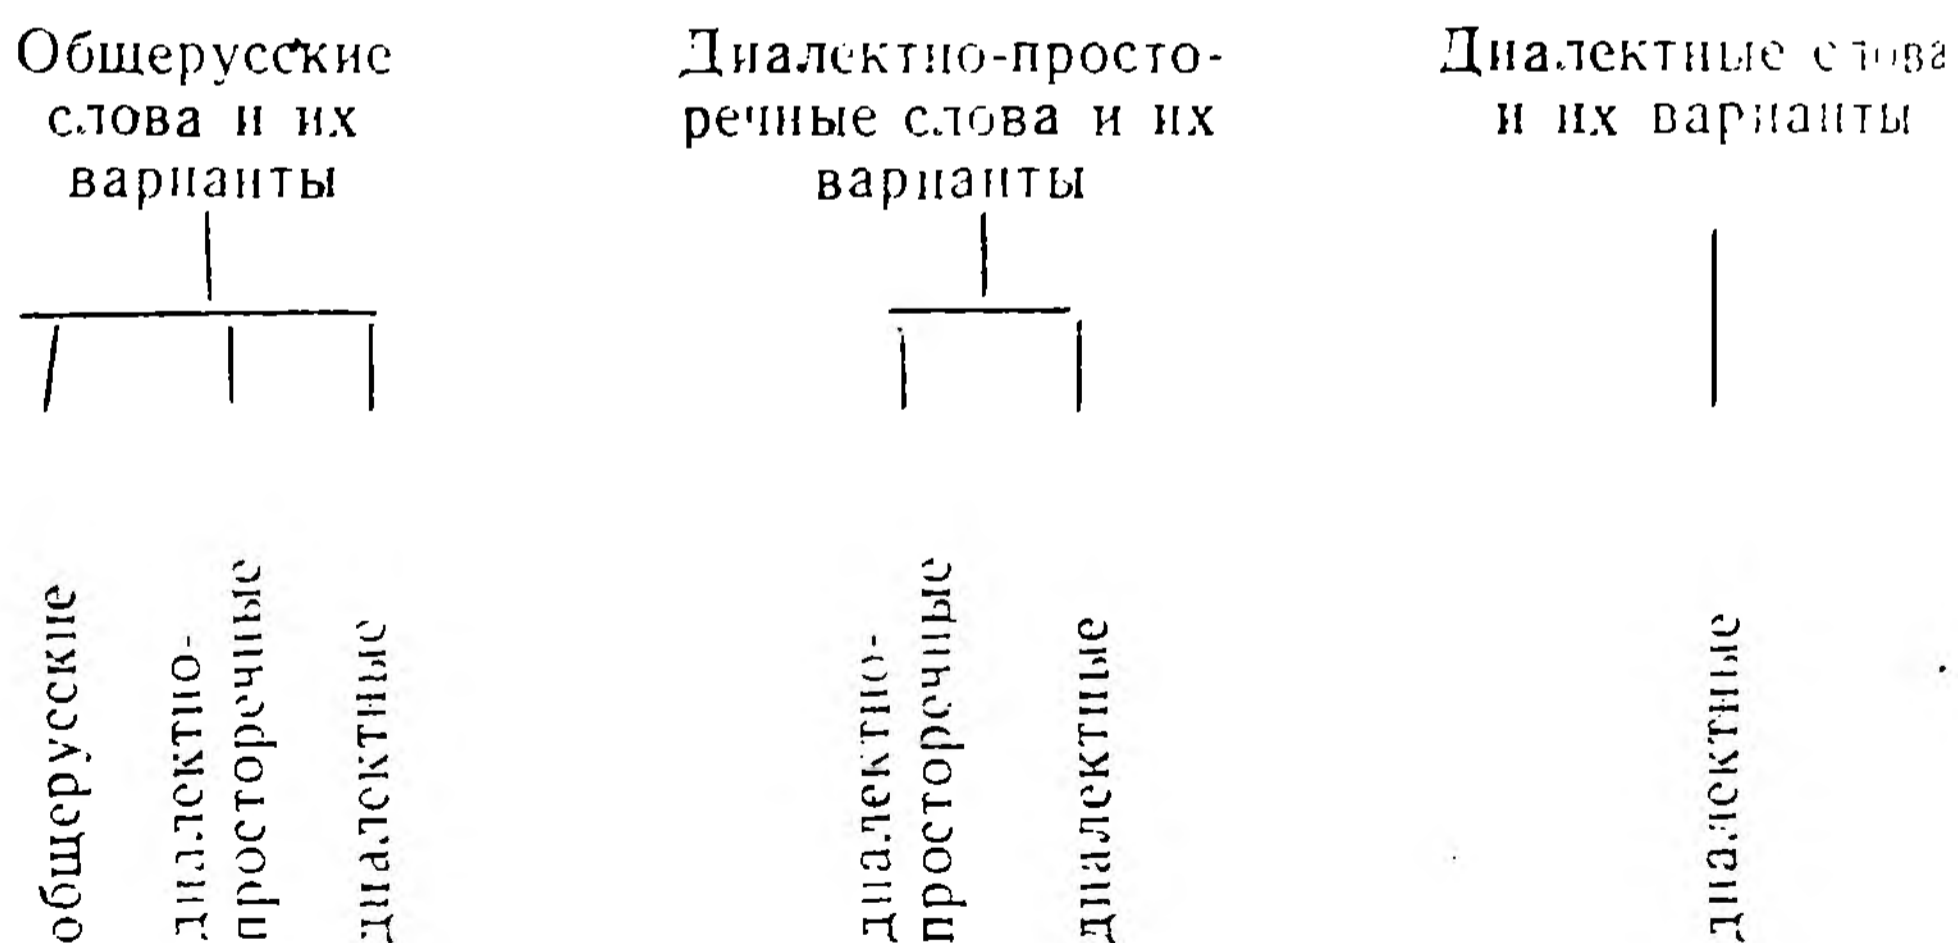 Общерусские
слова и их
варианты
Диалектно-просто-
речные слова и их
варианты
Диалектные слова
и их варианты
общерусские
диалектно-
просторечные
диалектные
диалектно-
просторечные
диалектные
диалектные